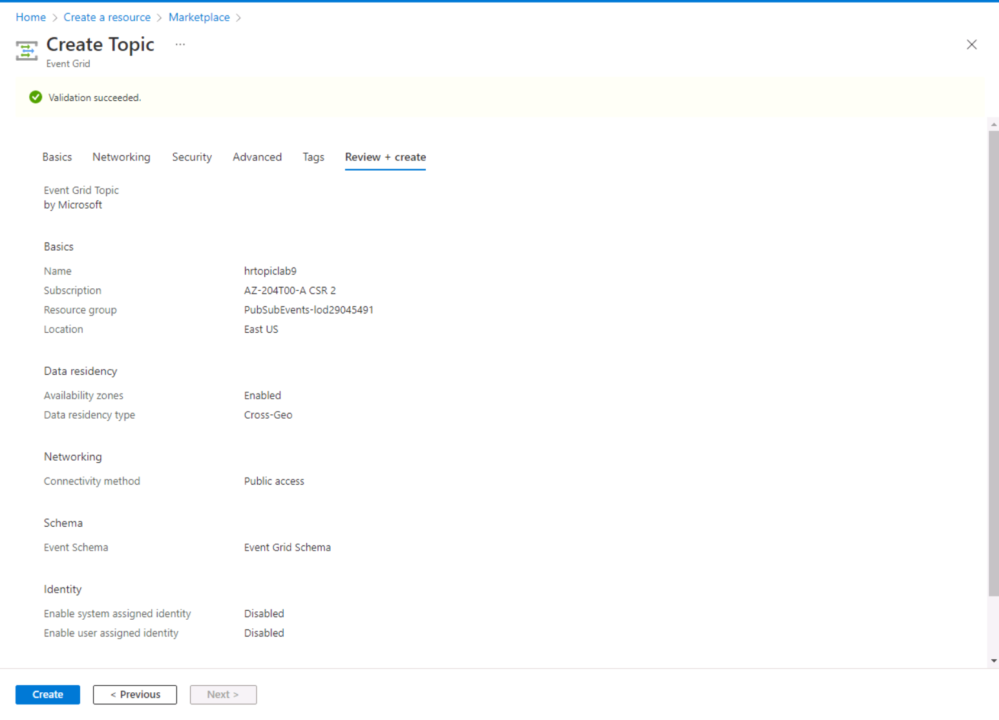 Home > Create a resource > Marketplace >
Create Topic ...
Event Grid
Validation succeeded.
Basics Networking Security Advanced Tags Review + create
Event Grid Topic
by Microsoft
Basics
Name hrtopiclab9
Subscription AZ-204T00-A CSR 2
Resource group PubSubEvents-lod29045491
Location East US
Data residency
Availability zones Enabled
Data residency type Cross-Geo
Networking
Connectivity method Public access
Schema
Event Schema Event Grid Schema
Identity
Enable system assigned identity Disabled
Enable user assigned identity Disabled
Create < Previous Next >